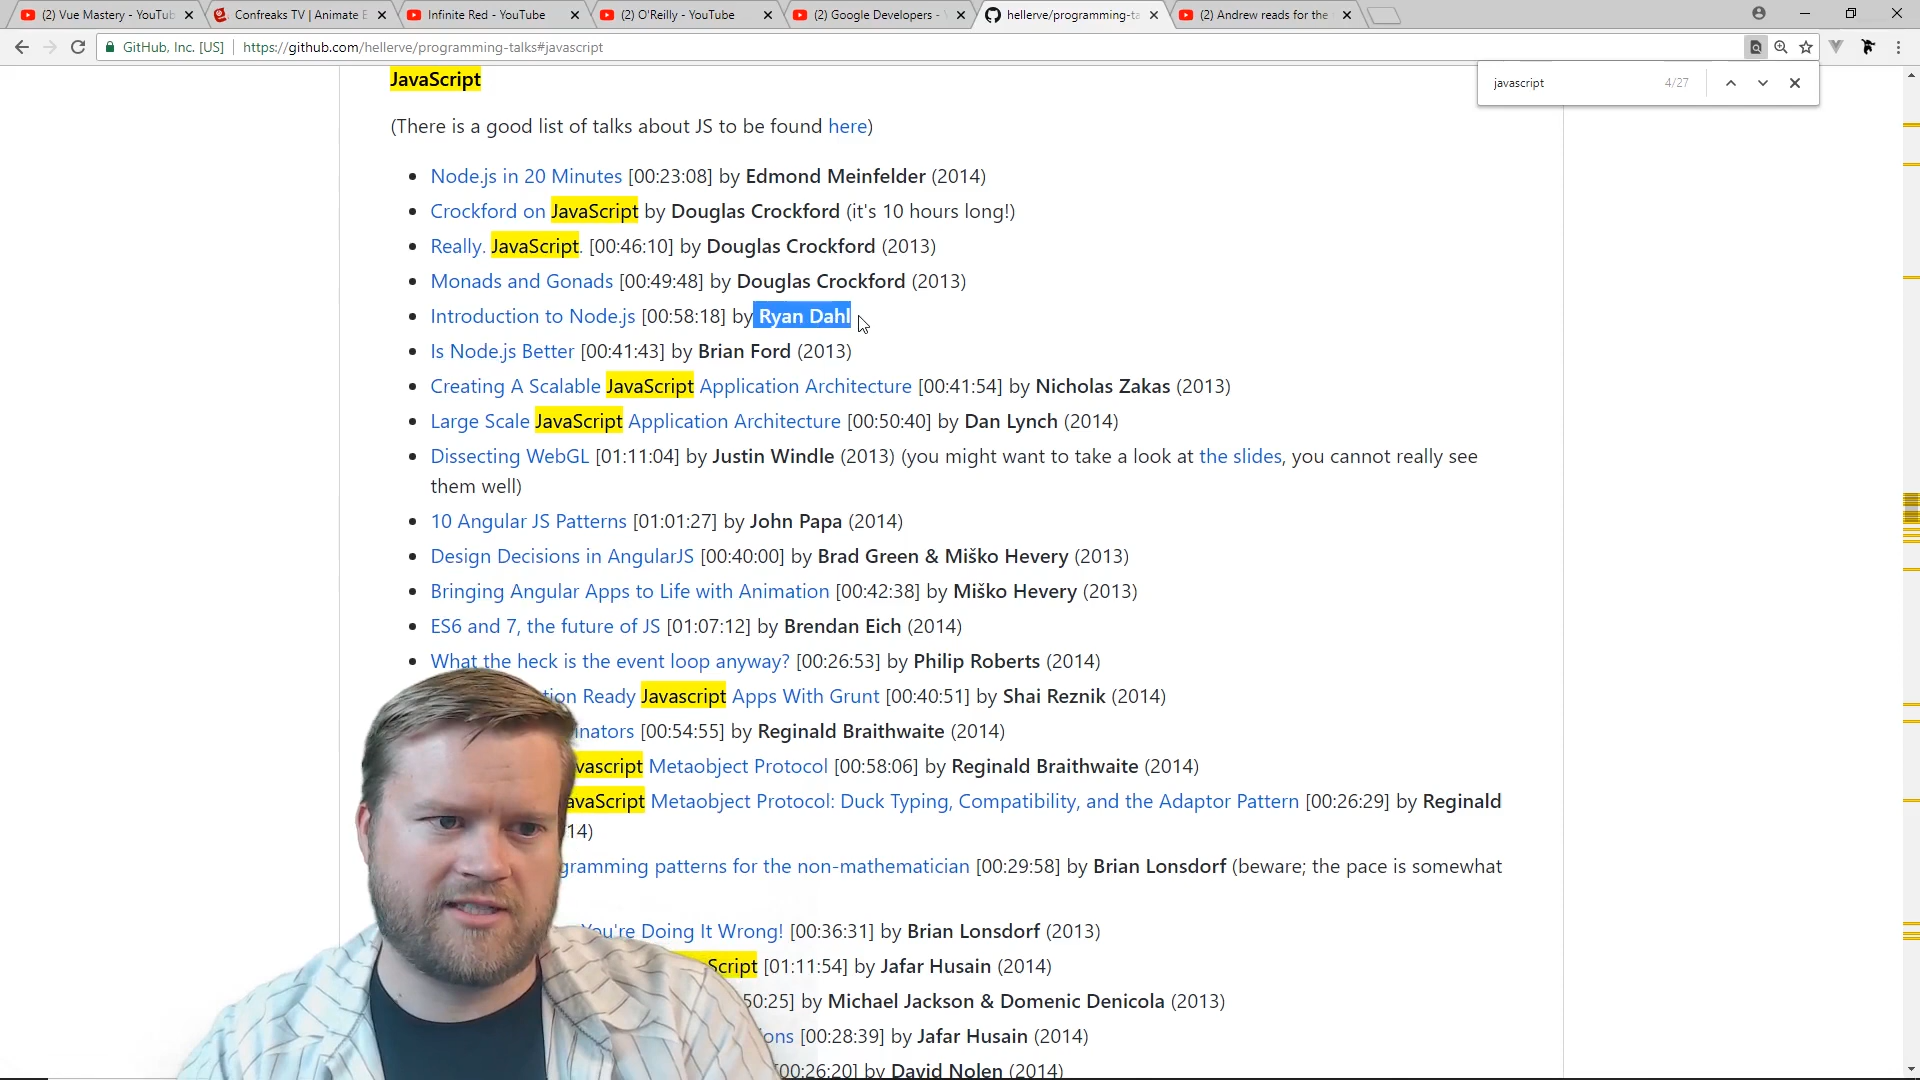 (2) Vue Mastery - YouTub
Confreaks TV | Animate E
Infinite Red - YouTube
(2) O'Reilly - YouTube
(2) Google Developers -
hellerve/programming-ta
(2) Andrew reads for the
GitHub, Inc. [US] | https://github.com/hellerve/programming-talks#javascript
javascript 4/27
JavaScript
(There is a good list of talks about JS to be found here)
Node.js in 20 Minutes [00:23:08] by Edmond Meinfelder (2014)
Crockford on JavaScript by Douglas Crockford (it's 10 hours long!)
Really. JavaScript. [00:46:10] by Douglas Crockford (2013)
Monads and Gonads [00:49:48] by Douglas Crockford (2013)
Introduction to Node.js [00:58:18] by Ryan Dahl
Is Node.js Better [00:41:43] by Brian Ford (2013)
Creating A Scalable JavaScript Application Architecture [00:41:54] by Nicholas Zakas (2013)
Large Scale JavaScript Application Architecture [00:50:40] by Dan Lynch (2014)
Dissecting WebGL [01:11:04] by Justin Windle (2013) (you might want to take a look at the slides, you cannot really see
them well)
10 Angular JS Patterns [01:01:27] by John Papa (2014)
Design Decisions in AngularJS [00:40:00] by Brad Green & Miško Hevery (2013)
Bringing Angular Apps to Life with Animation [00:42:38] by Miško Hevery (2013)
ES6 and 7, the future of JS [01:07:12] by Brendan Eich (2014)
What the heck is the event loop anyway? [00:26:53] by Philip Roberts (2014)
tion Ready Javascript Apps With Grunt [00:40:51] by Shai Reznik (2014)
inators [00:54:55] by Reginald Braithwaite (2014)
vascript Metaobject Protocol [00:58:06] by Reginald Braithwaite (2014)
avaScript Metaobject Protocol: Duck Typing, Compatibility, and the Adaptor Pattern [00:26:29] by Reginald
14)
gramming patterns for the non-mathematician [00:29:58] by Brian Lonsdorf (beware; the pace is somewhat
You're Doing It Wrong! [00:36:31] by Brian Lonsdorf (2013)
Script [01:11:54] by Jafar Husain (2014)
50:25] by Michael Jackson & Domenic Denicola (2013)
ons [00:28:39] by Jafar Husain (2014)
[00:26:20] by David Nolen (2014)